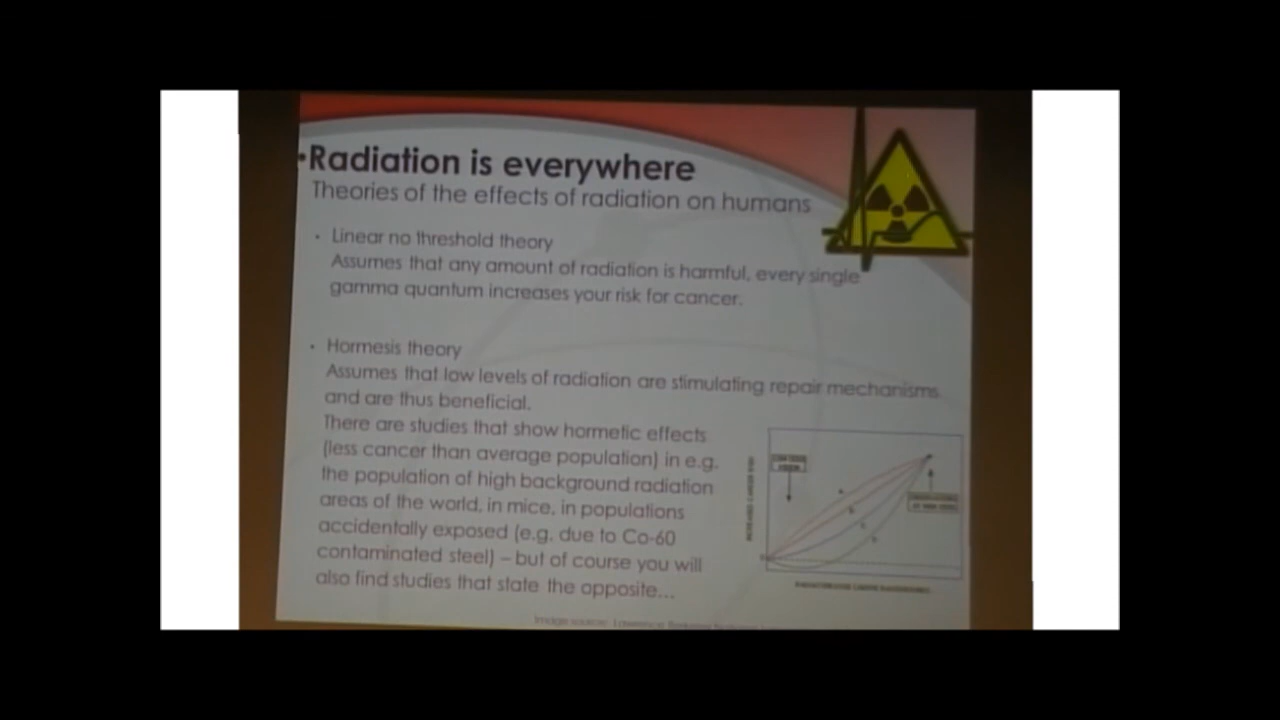 •Radiation is everywhere
Theories of the effects of radiation on humans
• Linear no threshold theory
Assumes that any amount of radiation is harmful, every single
gamma quantum increases your risk for cancer.
• Hormesis theory
Assumes that low levels of radiation are stimulating repair mechanisms
and are thus beneficial.
There are studies that show hormetic effects
(less cancer than average population) in e.g.
the population of high background radiation
areas of the world, in mice, in populations
accidentally exposed (e.g. due to Co-60
contaminated steel) – but of course you will
also find studies that state the opposite...
Image source: Lawrence